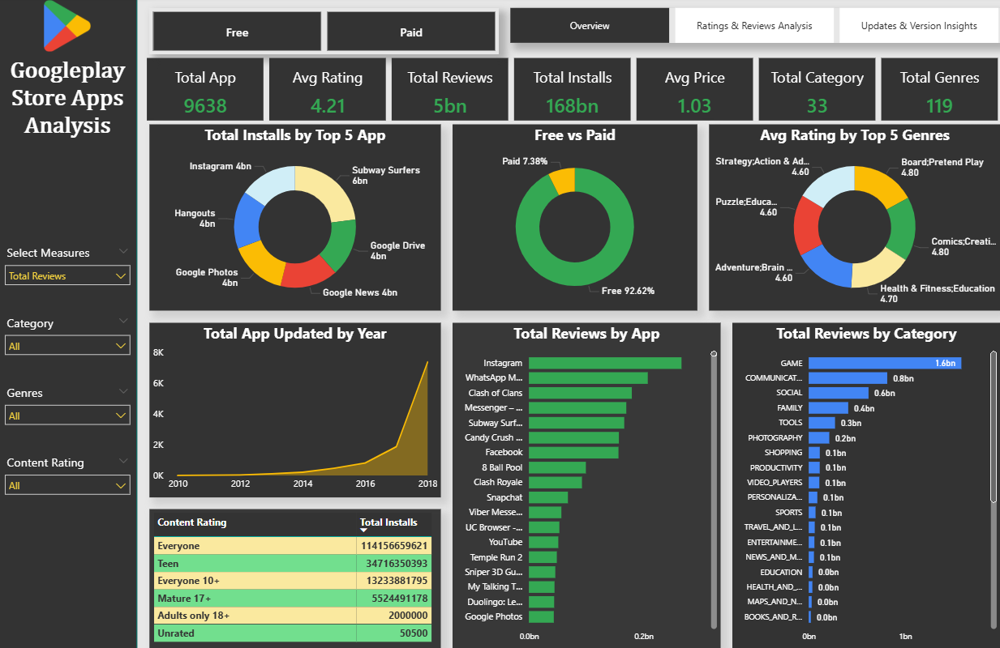 Googleplay
Store Apps
Analysis
Free
Paid
Overview
Ratings & Reviews Analysis
Updates & Version Insights
Total App
9638
Avg Rating
4.21
Total Reviews
5bn
Total Installs
168bn
Avg Price
1.03
Total Category
33
Total Genres
119
Select Measures
Total Reviews
Category
All
Genres
All
Content Rating
All
Total Installs by Top 5 App
Instagram 4bn
Subway Surfers
6bn
Hangouts
4bn
Google Drive
4bn
Google Photos
4bn
Google News 4bn
Free vs Paid
Paid 7.38%
Free 92.62%
Avg Rating by Top 5 Genres
Strategy;Action & Ad...
4.60
Board;Pretend Play
4.80
Puzzle;Educa...
4.60
Comics;Creati...
4.80
Adventure;Brain ...
4.60
Health & Fitness;Education
4.70
Total App Updated by Year
8K
6K
4K
2K
0K
2010 2012 2014 2016 2018
Content Rating Total Installs
Everyone 114156659621
Teen 34716350393
Everyone 10+ 13233881795
Mature 17+ 5524491178
Adults only 18+ 2000000
Unrated 50500
Total Reviews by App
Instagram
WhatsApp M...
Clash of Clans
Messenger – ...
Subway Surf...
Candy Crush ...
Facebook
8 Ball Pool
Clash Royale
Snapchat
Viber Messe...
UC Browser -...
YouTube
Temple Run 2
Sniper 3D Gu...
My Talking T...
Duolingo: Le...
Google Photos
0.0bn 0.2bn
Total Reviews by Category
GAME 1.6bn
COMMUNICAT... 0.8bn
SOCIAL 0.6bn
FAMILY 0.4bn
TOOLS 0.3bn
PHOTOGRAPHY 0.2bn
SHOPPING 0.1bn
PRODUCTIVITY 0.1bn
VIDEO_PLAYERS 0.1bn
PERSONALIZA... 0.1bn
SPORTS 0.1bn
TRAVEL_AND_L... 0.1bn
ENTERTAINME... 0.1bn
NEWS_AND_M... 0.1bn
EDUCATION 0.0bn
HEALTH_AND_... 0.0bn
MAPS_AND_N... 0.0bn
BOOKS_AND_R... 0.0bn
0bn 1bn